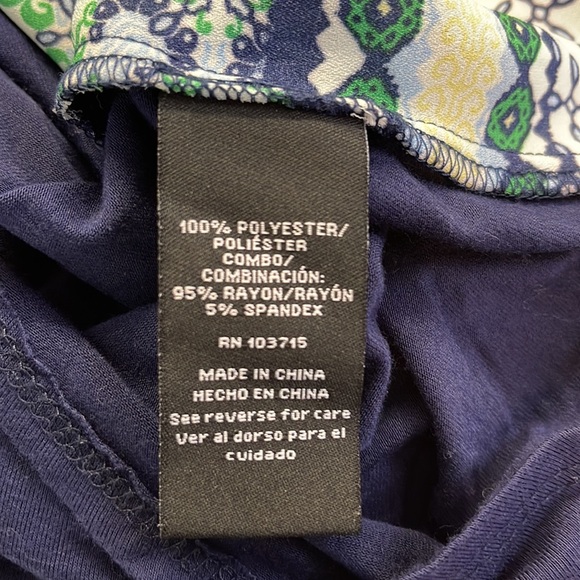 100% POLYESTER/
POLIÉSTER
COMBO/
COMBINACIÓN:
95% RAYON/RAYÓN
5% SPANDEX
RN 103715
MADE IN CHINA
HECHO EN CHINA
See reverse for care
Ver al dorso para el
cuidado